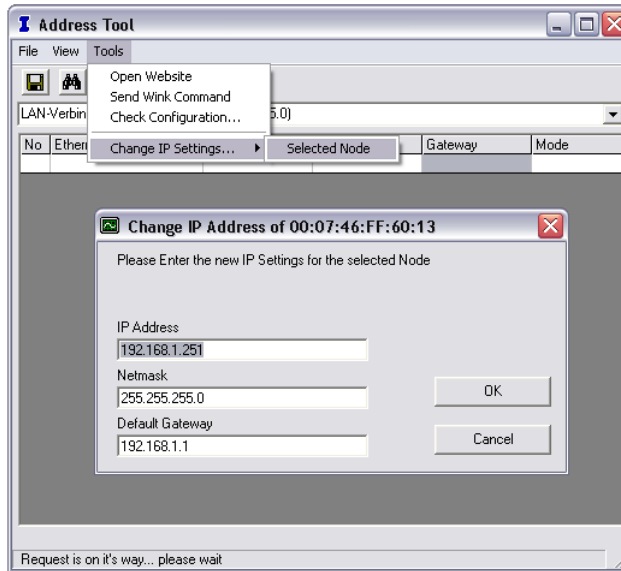 Address Tool
File View Tools
Open Website
Send Wink Command
Check Configuration...
LAN-Verbin 5.0)
Change IP Settings... Selected Node
No Ether Gateway Mode
Change IP Address of 00:07:46:FF:60:13
Please Enter the new IP Settings for the selected Node
IP Address
192.168.1.251
Netmask
255.255.255.0
OK
Default Gateway
192.168.1.1
Cancel
Request is on it's way... please wait